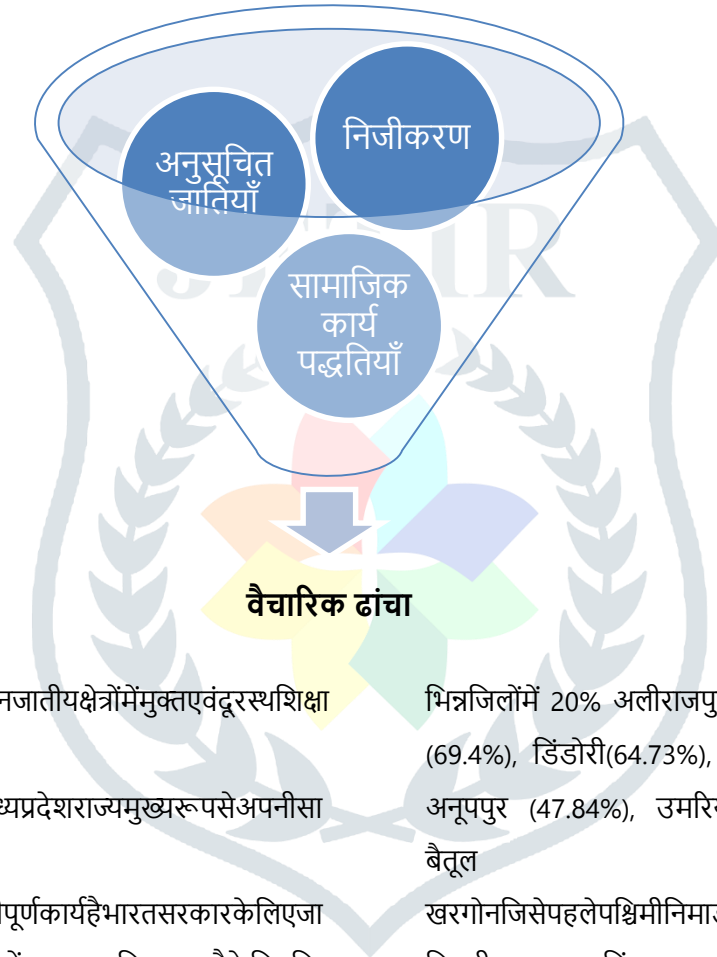 निजीकरण
अनुसूचित
जातियाँ
सामाजिक
कार्य
पद्धतियाँ
वैचारिक ढांचा
नजातीयक्षेत्रोंमेंमुक्तएवंदूरस्थशिक्षा
ध्यप्रदेशराज्यमुख्यरूपसेअपनीसा
पूर्णकार्यहैभारतसरकारकेलिएजा
भिन्नजिलोंमें 20% अलीराजपु
(69.4%), डिंडोरी(64.73%),
अनूपपुर (47.84%), उमरि
बैतूल
खरगोनजिसेपहलेपश्चिमीनिमाड